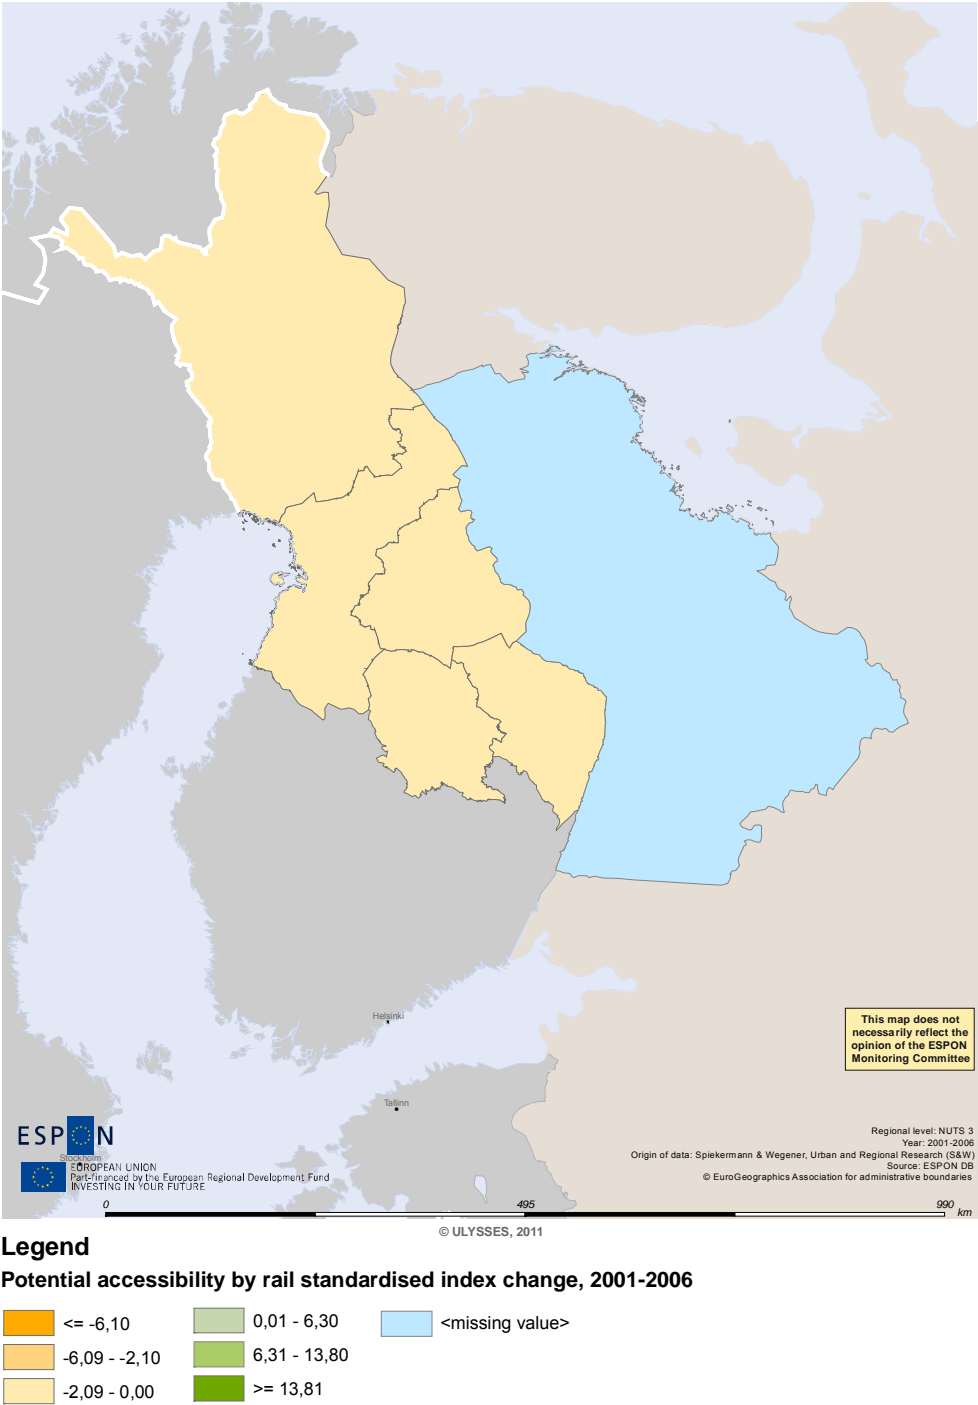 Helsinki
Tallinn
Stockholm
This map does not
necessarily reflect the
opinion of the ESPON
Monitoring Committee
ESPON
EUROPEAN UNION
Part-financed by the European Regional Development Fund
INVESTING IN YOUR FUTURE
Regional level: NUTS 3
Year: 2001-2006
Origin of data: Spiekermann & Wegener, Urban and Regional Research (S&W)
Source: ESPON DB
© EuroGeographics Association for administrative boundaries
0 495 990 km
© ULYSSES, 2011
Legend
Potential accessibility by rail standardised index change, 2001-2006
<= -6,10
-6,09 - -2,10
-2,09 - 0,00
0,01 - 6,30
6,31 - 13,80
>= 13,81
<missing value>